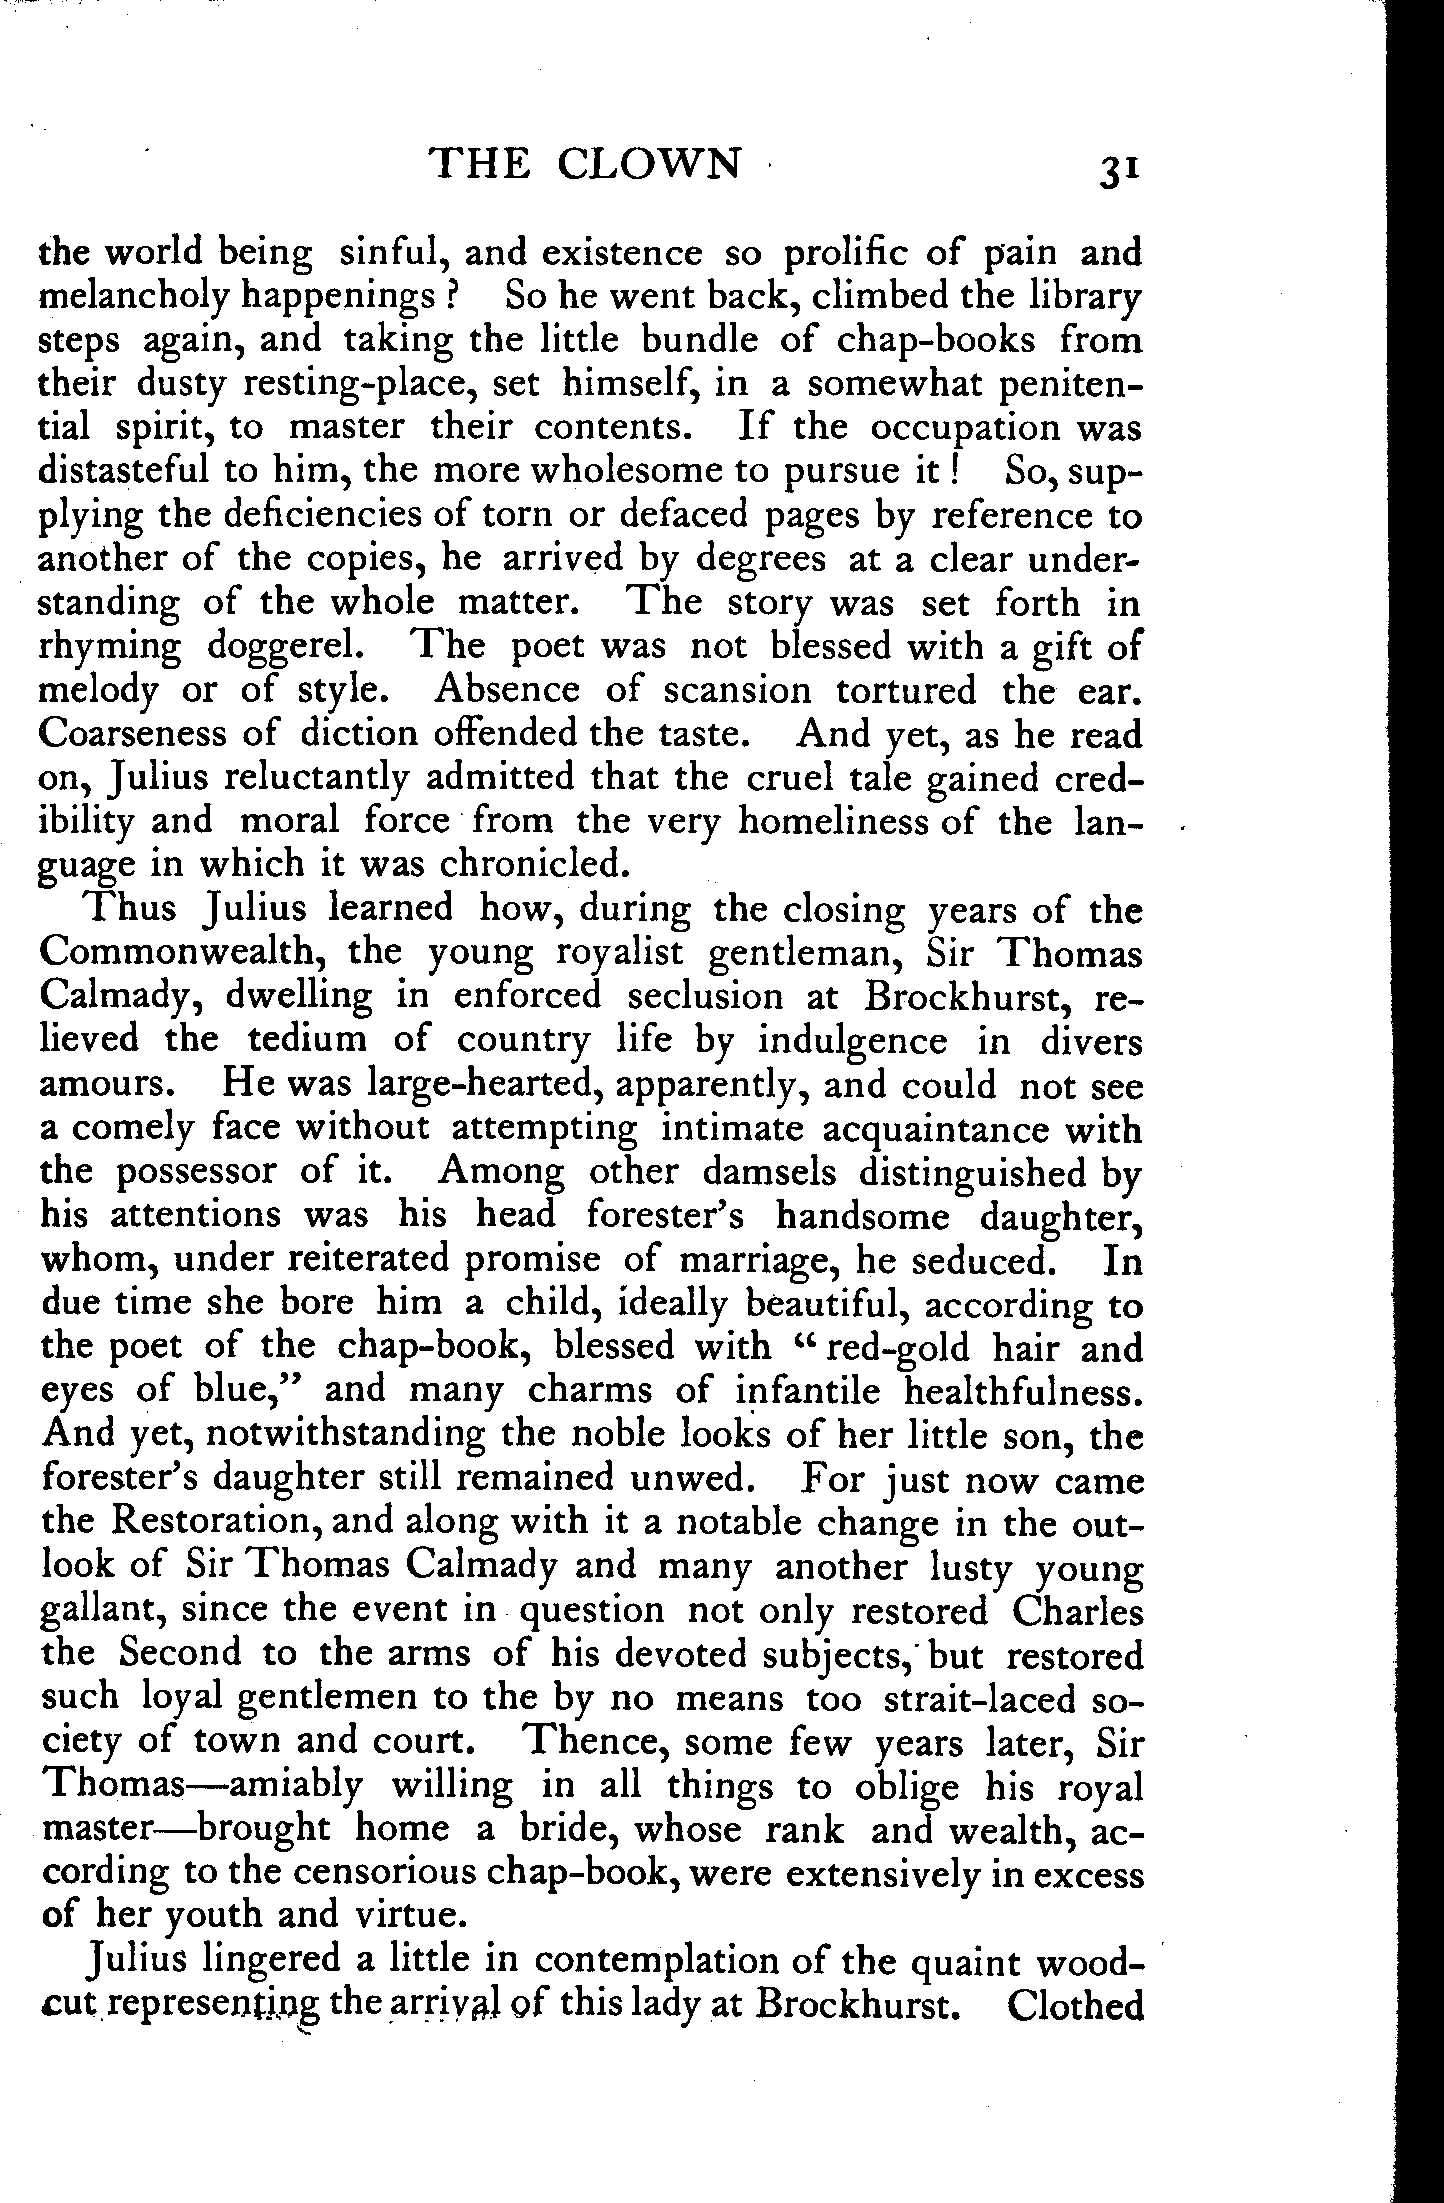 THE CLOWN 31
the world being sinful, and existence so prolific of pain and
melancholy happenings ? So he went back, climbed the library
steps again, and taking the little bundle of chap-books from
their dusty resting-place, set himself, in a somewhat peniten-
tial spirit, to master their contents. If the occupation was
distasteful to him, the more wholesome to pursue it ! So, sup-
plying the deficiencies of torn or defaced pages by reference to
another of the copies, he arrived by degrees at a clear under-
standing of the whole matter. The story was set forth in
rhyming doggerel. The poet was not blessed with a gift of
melody or of style. Absence of scansion tortured the ear.
Coarseness of diction offended the taste. And yet, as he read
on, Julius reluctantly admitted that the cruel tale gained cred-
ibility and moral force from the very homeliness of the lan-
guage in which it was chronicled.
Thus Julius learned how, during the closing years of the
Commonwealth, the young royalist gentleman, Sir Thomas
Calmady, dwelling in enforced seclusion at Brockhurst, re-
lieved the tedium of country life by indulgence in divers
amours. He was large-hearted, apparently, and could not see
a comely face without attempting intimate acquaintance with
the possessor of it. Among other damsels distinguished by
his attentions was his head forester's handsome daughter,
whom, under reiterated promise of marriage, he seduced. In
due time she bore him a child, ideally beautiful, according to
the poet of the chap-book, blessed with “ red-gold hair and
eyes of blue,” and many charms of infantile healthfulness.
And yet, notwithstanding the noble looks of her little son, the
forester's daughter still remained unwed. For just now came
the Restoration, and along with it a notable change in the out-
look of Sir Thomas Calmady and many another lusty young
gallant, since the event in question not only restored Charles
the Second to the arms of his devoted subjects, but restored
such loyal gentlemen to the by no means too strait-laced so-
ciety of town and court. Thence, some few years later, Sir
Thomas—amiably willing in all things to oblige his royal
master—brought home a bride, whose rank and wealth, ac-
cording to the censorious chap-book, were extensively in excess
of her youth and virtue.
Julius lingered a little in contemplation of the quaint wood-
cut representing the arrival of this lady at Brockhurst. Clothed